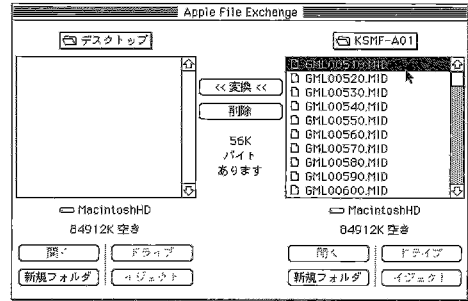 Apple File Exchange
デスクトップ
KSMF-A01
<< 変換 <<
削除
56K
バイト
あります
GML00510.MID
GML00520.MID
GML00530.MID
GML00540.MID
GML00550.MID
GML00560.MID
GML00570.MID
GML00580.MID
GML00590.MID
GML00600.MID
MacintoshHD
84912K 空き
開く
ドライブ
新規フォルダ
イジェクト
MacintoshHD
84912K 空き
開く
ドライブ
新規フォルダ
イジェクト